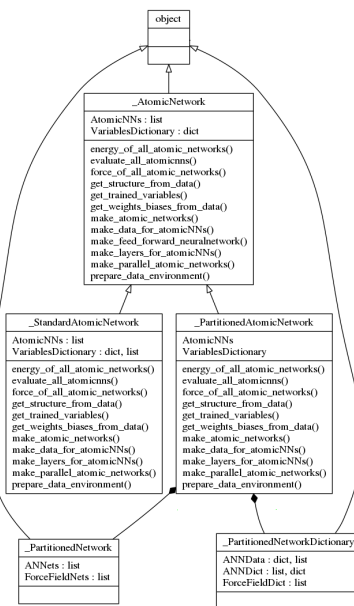 object
_AtomicNetwork
AtomicNNs : list
VariablesDictionary : dict
energy_of_all_atomic_networks()
evaluate_all_atomicnns()
force_of_all_atomic_networks()
get_structure_from_data()
get_trained_variables()
get_weights_biases_from_data()
make_atomic_networks()
make_data_for_atomicNNs()
make_feed_forward_neuralnetwork()
make_layers_for_atomicNNs()
make_parallel_atomic_networks()
prepare_data_environment()
_StandardAtomicNetwork
AtomicNNs : list
VariablesDictionary : dict, list
energy_of_all_atomic_networks()
evaluate_all_atomicnns()
force_of_all_atomic_networks()
get_structure_from_data()
get_trained_variables()
get_weights_biases_from_data()
make_atomic_networks()
make_data_for_atomicNNs()
make_layers_for_atomicNNs()
make_parallel_atomic_networks()
prepare_data_environment()
_PartitionedAtomicNetwork
AtomicNNs
VariablesDictionary
energy_of_all_atomic_networks()
evaluate_all_atomicnns()
force_of_all_atomic_networks()
get_structure_from_data()
get_trained_variables()
get_weights_biases_from_data()
make_atomic_networks()
make_data_for_atomicNNs()
make_layers_for_atomicNNs()
make_parallel_atomic_networks()
prepare_data_environment()
_PartitionedNetwork
ANNets : list
ForceFieldNets : list
_PartitionedNetworkDictionary
ANNData : dict, list
ANNDict : list, dict
ForceFieldDict : list